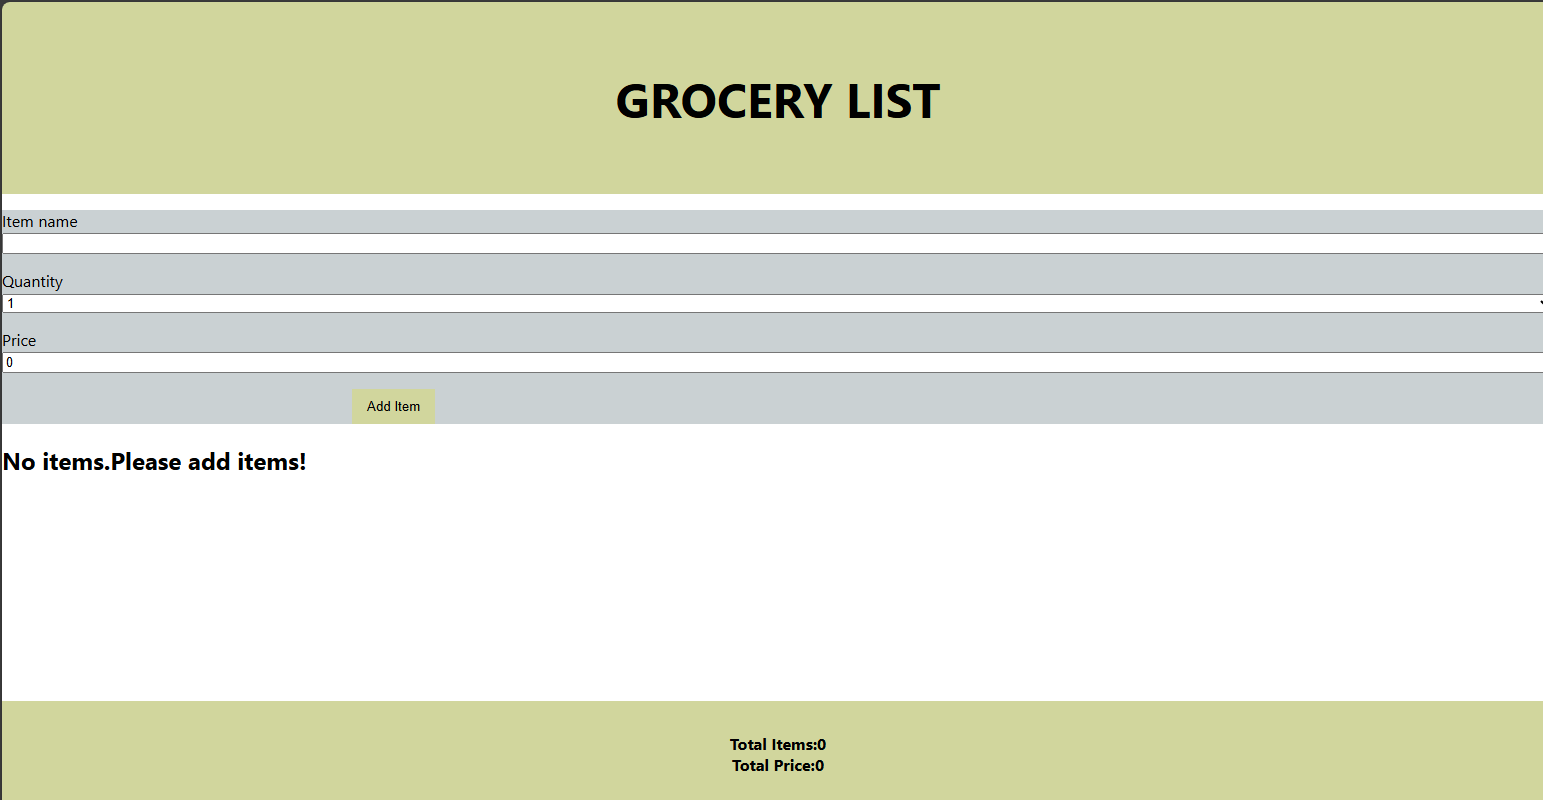 GROCERY LIST
Item name
Quantity
1
Price
0
Add Item
No items.Please add items!
Total Items:0
Total Price:0